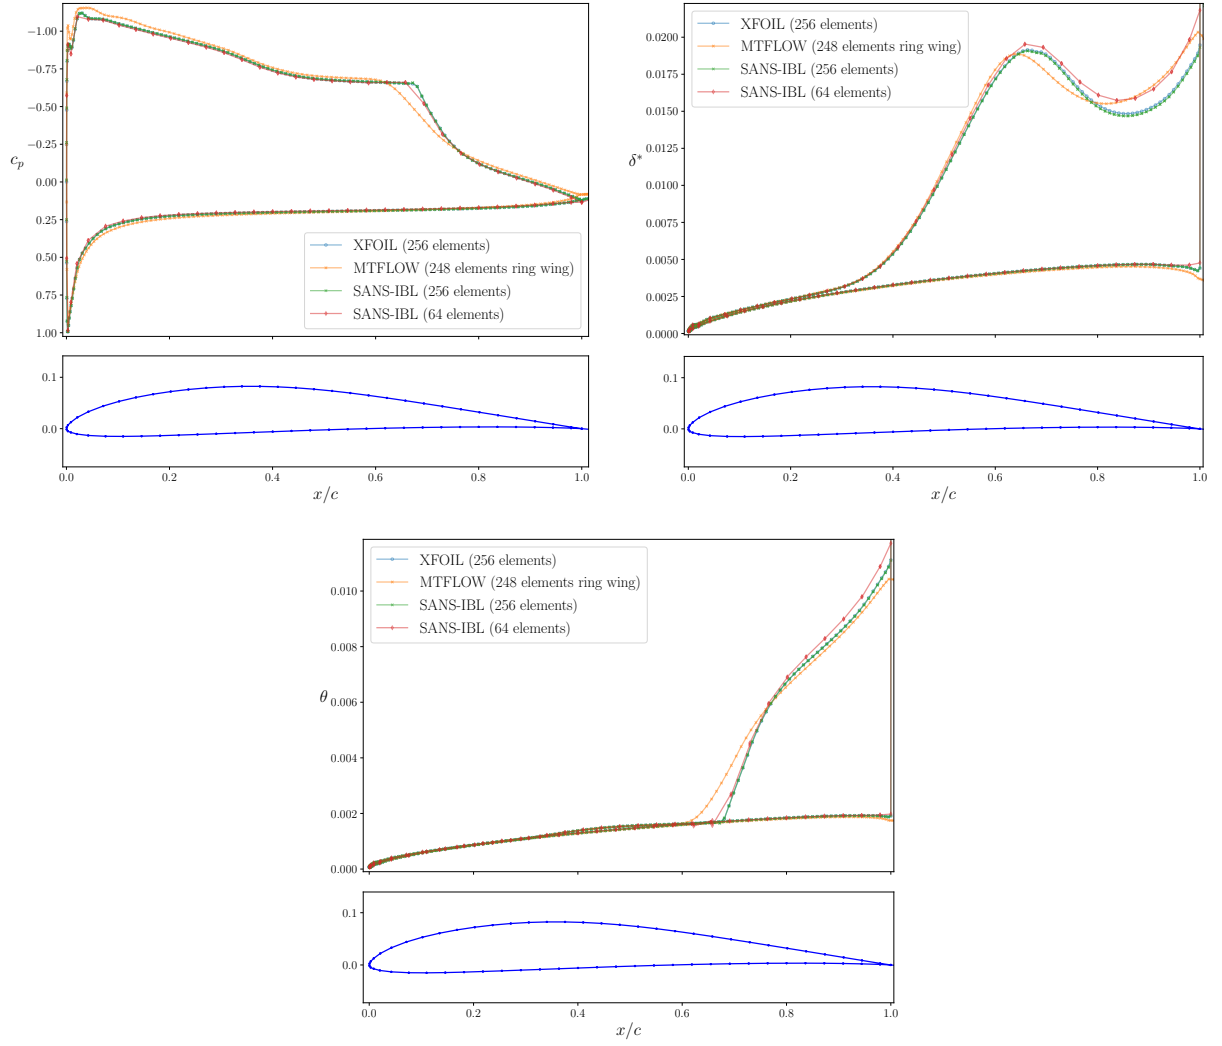 −1.00
−0.75
−0.50
−0.25
0.00
0.25
0.50
0.75
1.00
c_p
XFOIL (256 elements)
MTFLOW (248 elements ring wing)
SANS-IBL (256 elements)
SANS-IBL (64 elements)
0.1
0.0
0.0
0.2
0.4
0.6
0.8
1.0
x/c
0.0200
0.0175
0.0150
0.0125
0.0100
0.0075
0.0050
0.0025
0.0000
δ*
XFOIL (256 elements)
MTFLOW (248 elements ring wing)
SANS-IBL (256 elements)
SANS-IBL (64 elements)
0.1
0.0
0.0
0.2
0.4
0.6
0.8
1.0
x/c
0.010
0.008
0.006
0.004
0.002
0.000
θ
XFOIL (256 elements)
MTFLOW (248 elements ring wing)
SANS-IBL (256 elements)
SANS-IBL (64 elements)
0.1
0.0
0.0
0.2
0.4
0.6
0.8
1.0
x/c